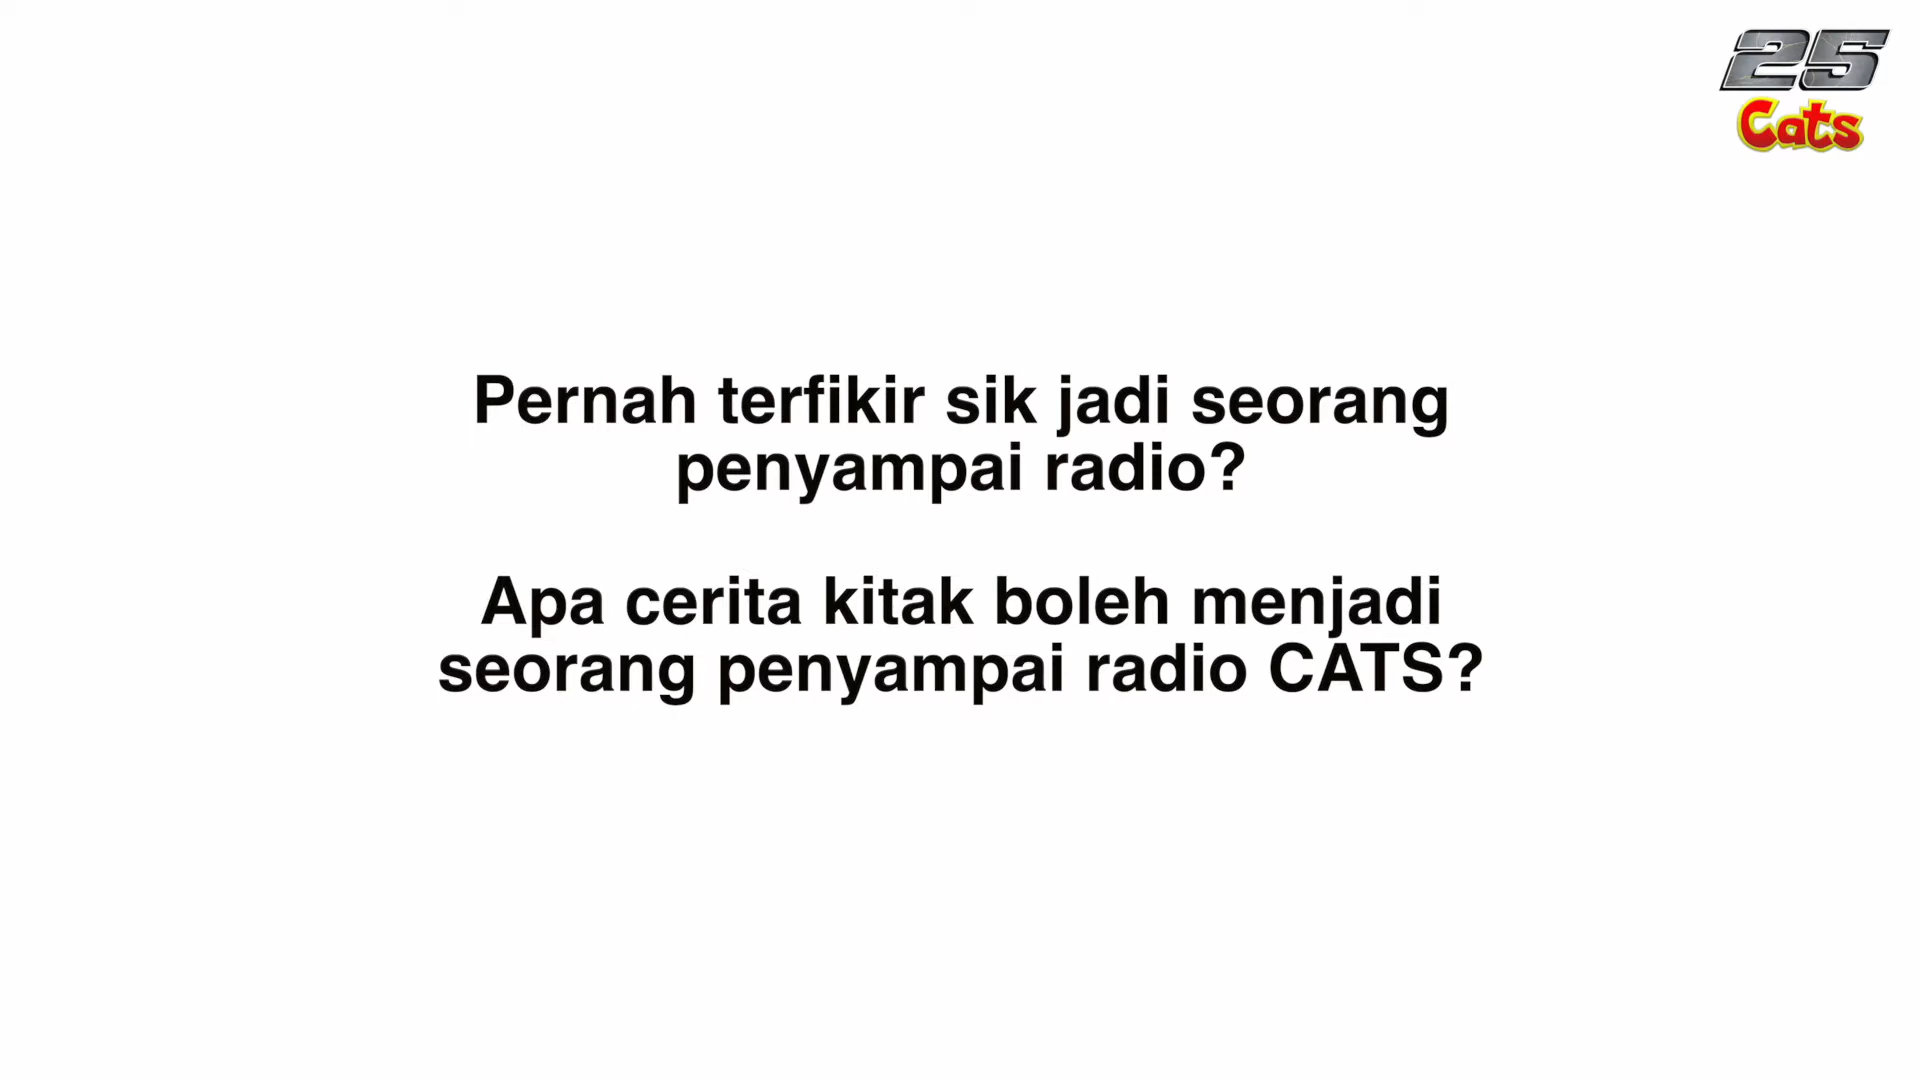 25
Cats
Pernah terfikir sik jadi seorang
penyampai radio?
Apa cerita kitak boleh menjadi
seorang penyampai radio CATS?